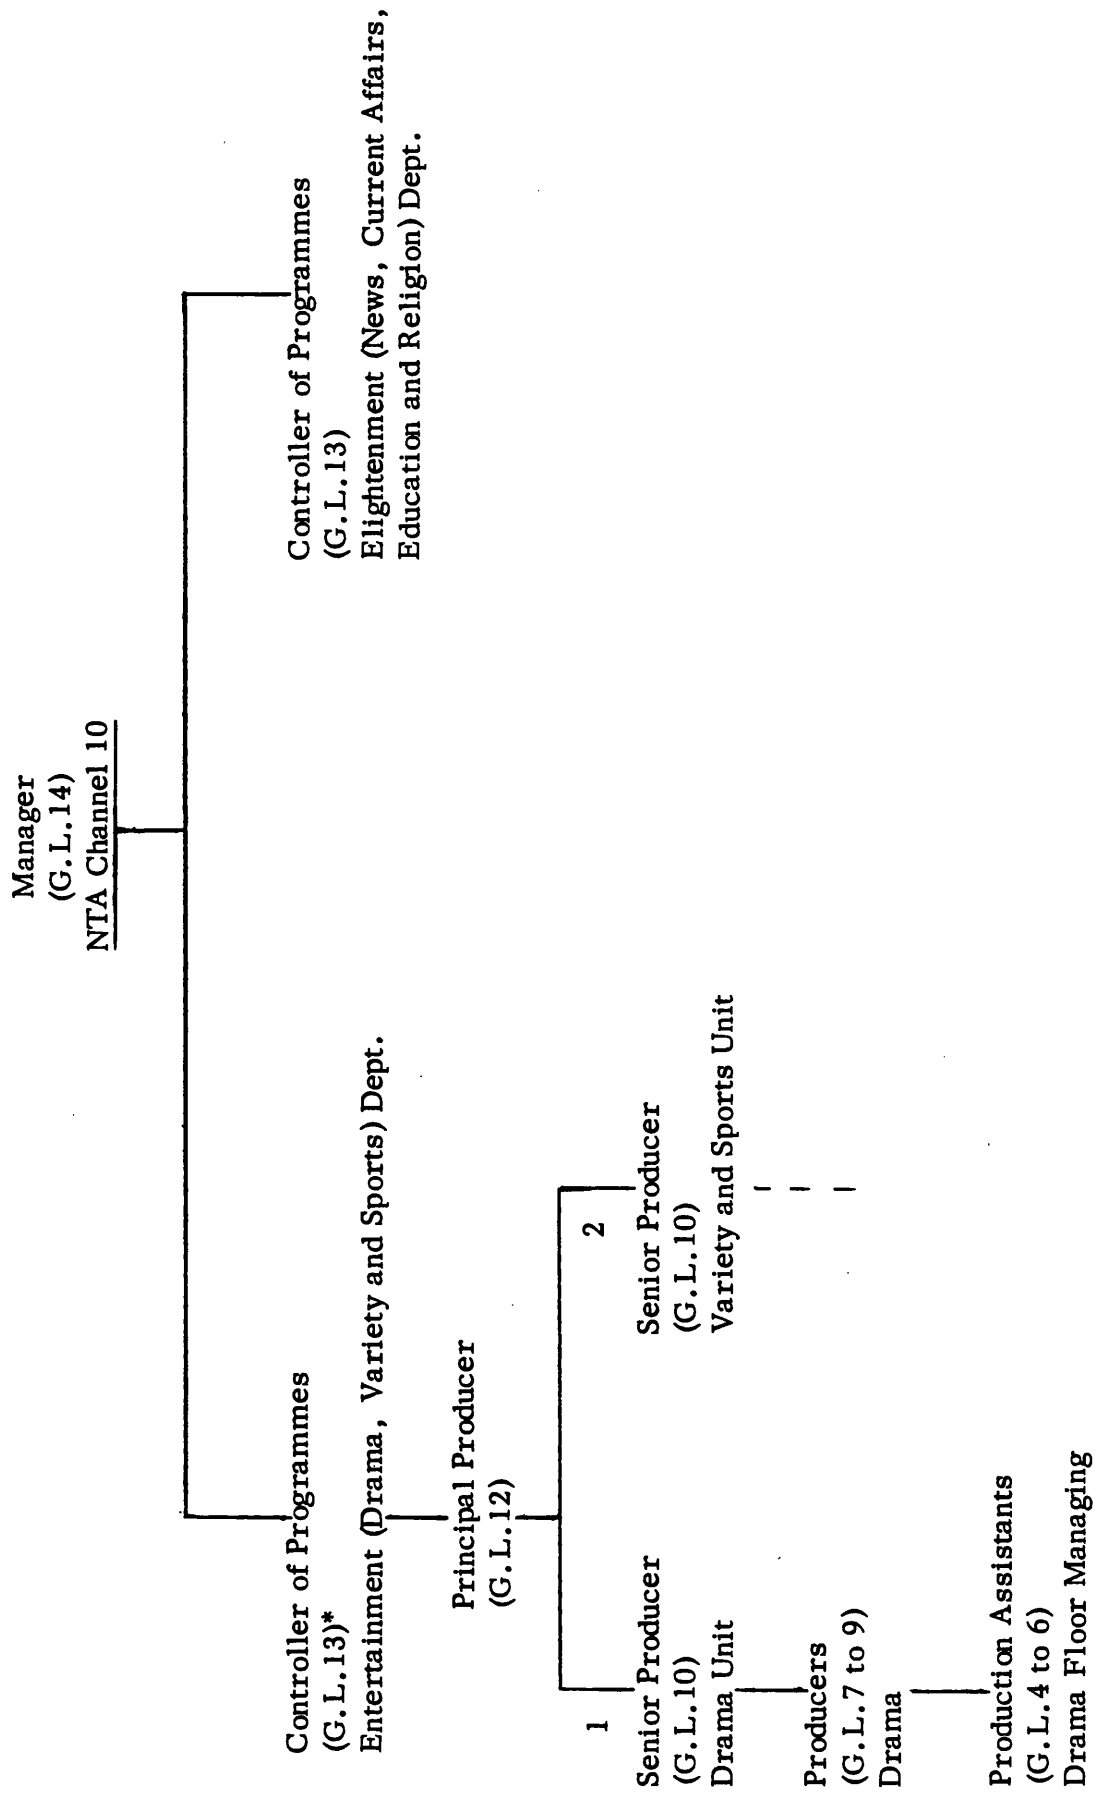 Manager
(G.L.14)
NTA Channel 10
Controller of Programmes
(G.L.13)*
Entertainment (Drama, Variety and Sports) Dept.
Controller of Programmes
(G.L.13)
Elightenment (News, Current Affairs,
Education and Religion) Dept.
Principal Producer
(G.L.12)
1
Senior Producer
(G.L.10)
Drama Unit
2
Senior Producer
(G.L.10)
Variety and Sports Unit
Producers
(G.L.7 to 9)
Drama
Production Assistants
(G.L.4 to 6)
Drama Floor Managing